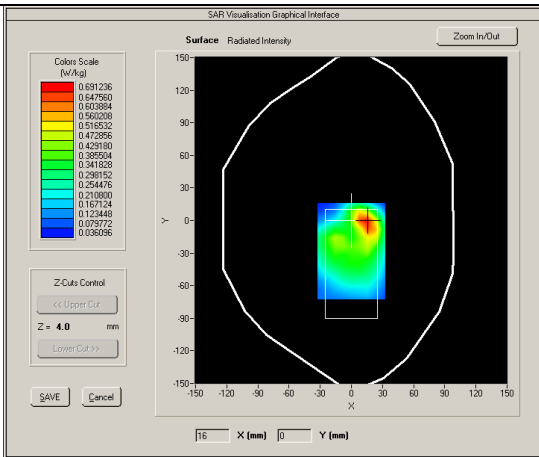 SAR Visualisation Graphical Interface
Surface Radiated Intensity
Zoom In/Out
Colors Scale
(W/kg)
0.691236
0.647560
0.603884
0.560208
0.516532
0.472856
0.429180
0.385504
0.341828
0.298152
0.254476
0.210800
0.167124
0.123448
0.079772
0.036096
Z-Cuts Control
<< Upper Cut
Z = 4.0 mm
Lower Cut >>
SAVE Cancel
150
120
90
60
30
0
-30
-60
-90
-120
-150
Y
-150 -120 -90 -60 -30 0 30 60 90 120 150
X
16 X (mm) 0 Y (mm)